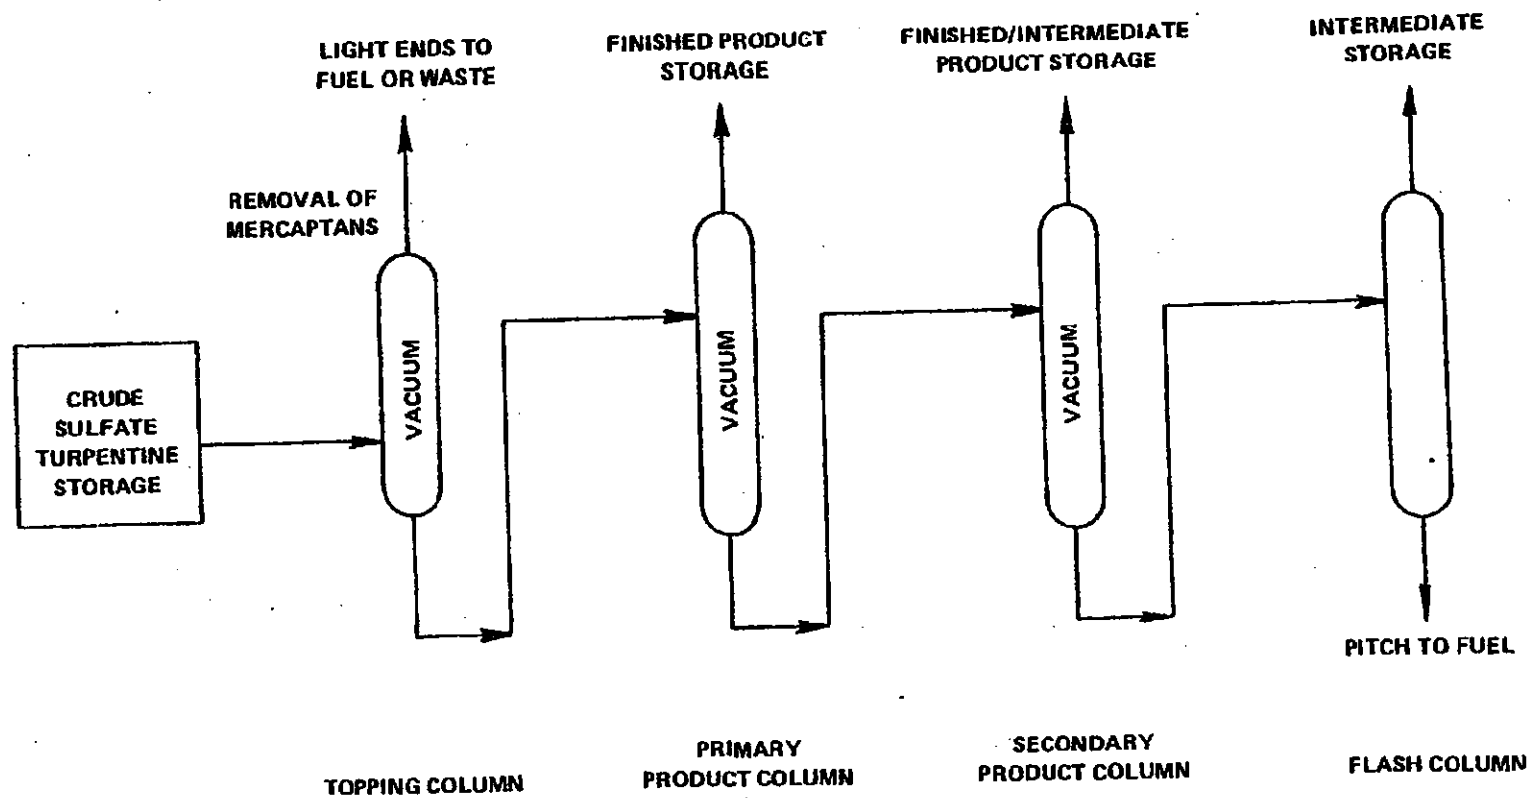 LIGHT ENDS TO
FUEL OR WASTE
FINISHED PRODUCT
STORAGE
FINISHED/INTERMEDIATE
PRODUCT STORAGE
INTERMEDIATE
STORAGE
REMOVAL OF
MERCAPTANS
CRUDE
SULFATE
TURPENTINE
STORAGE
VACUUM
VACUUM
VACUUM
PITCH TO FUEL
TOPPING COLUMN
PRIMARY
PRODUCT COLUMN
SECONDARY
PRODUCT COLUMN
FLASH COLUMN